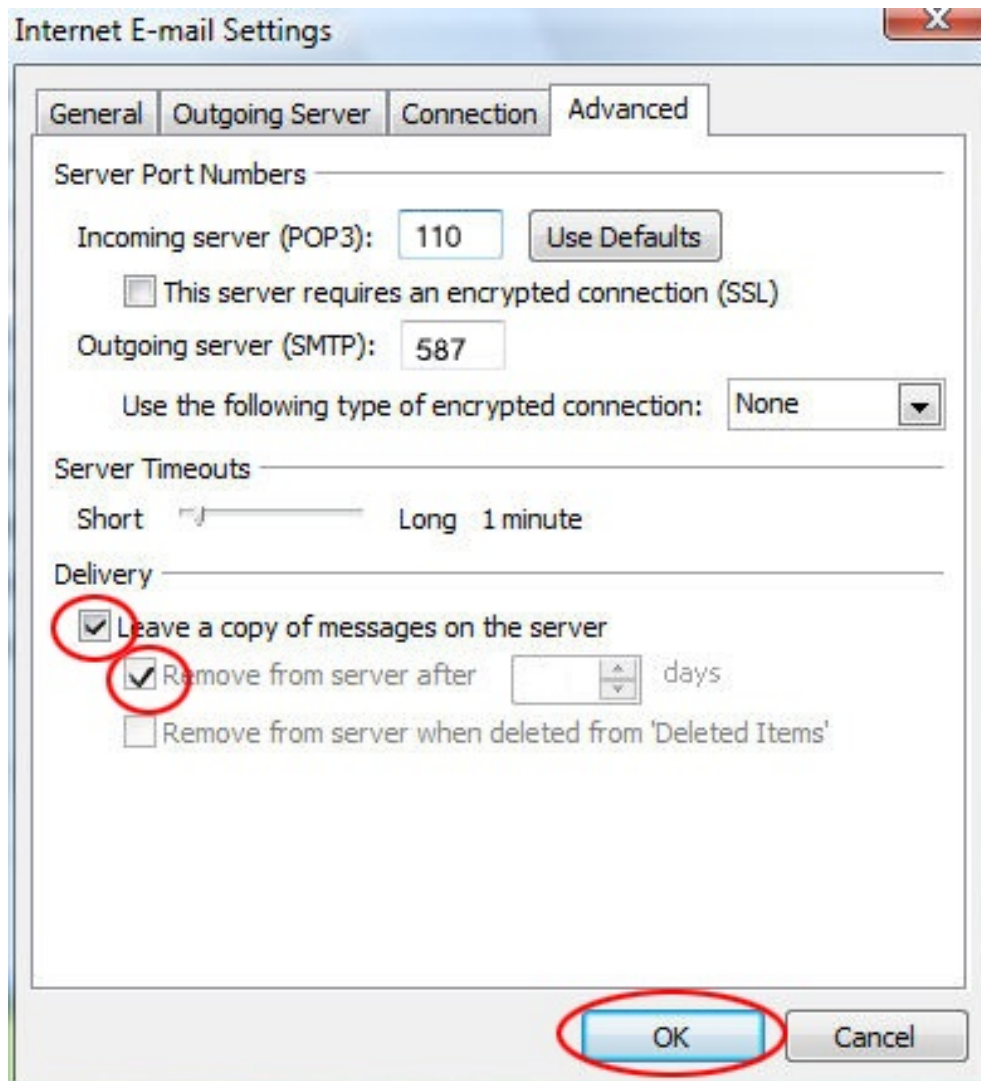 Internet E-mail Settings
General Outgoing Server Connection Advanced
Server Port Numbers
Incoming server (POP3): 110 Use Defaults
This server requires an encrypted connection (SSL)
Outgoing server (SMTP): 587
Use the following type of encrypted connection: None
Server Timeouts
Short Long 1 minute
Delivery
Leave a copy of messages on the server
Remove from server after days
Remove from server when deleted from 'Deleted Items'
OK Cancel